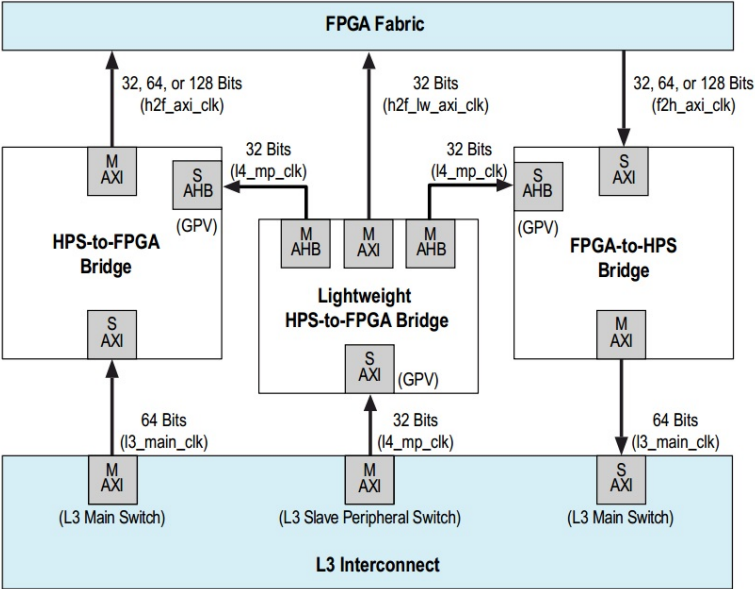 FPGA Fabric
32, 64, or 128 Bits
(h2f_axi_clk)
32 Bits
(h2f_lw_axi_clk)
32, 64, or 128 Bits
(f2h_axi_clk)
M
AXI
S
AHB
(GPV)
32 Bits
(l4_mp_clk)
32 Bits
(l4_mp_clk)
S
AHB
(GPV)
S
AXI
HPS-to-FPGA
Bridge
M
AHB
M
AXI
M
AHB
FPGA-to-HPS
Bridge
Lightweight
HPS-to-FPGA Bridge
S
AXI
S
AXI
(GPV)
M
AXI
64 Bits
(l3_main_clk)
32 Bits
(l4_mp_clk)
64 Bits
(l3_main_clk)
M
AXI
M
AXI
S
AXI
(L3 Main Switch)
(L3 Slave Peripheral Switch)
(L3 Main Switch)
L3 Interconnect